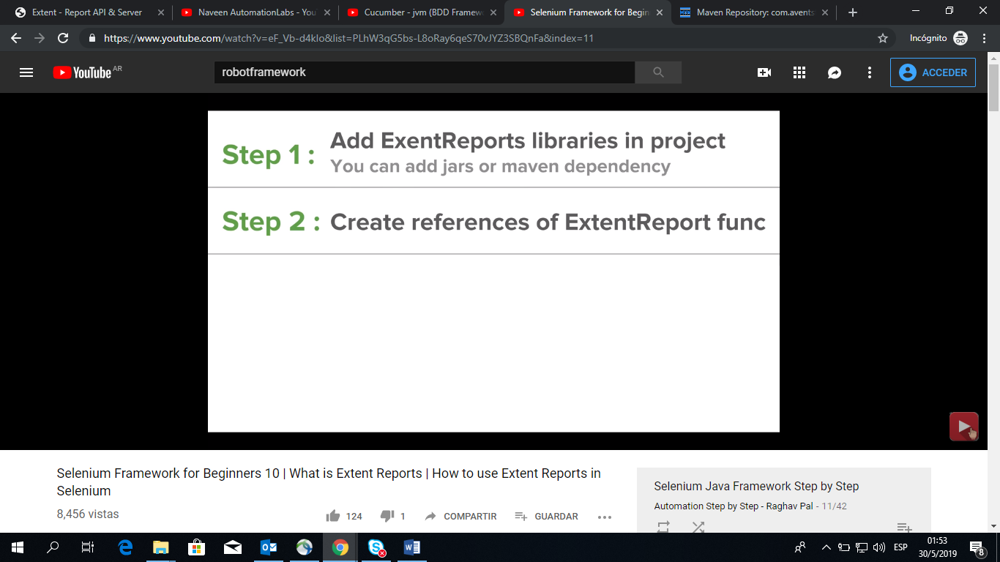 Extent - Report API & Server
Naveen AutomationLabs - You
Cucumber - jvm (BDD Framew
Selenium Framework for Begin
Maven Repository: com.avents
https://www.youtube.com/watch?v=eF_Vb-d4kIo&list=PLhW3qG5bs-L8oRay6qeS70vJYZ3SBQnFa&index=11
Incógnito
YouTube AR
robotframework
ACCEDER
Step 1 : Add ExentReports libraries in project
You can add jars or maven dependency
Step 2 : Create references of ExtentReport func
Selenium Framework for Beginners 10 | What is Extent Reports | How to use Extent Reports in
Selenium
8,456 vistas
124
1
COMPARTIR
GUARDAR
Selenium Java Framework Step by Step
Automation Step by Step - Raghav Pal - 11/42
ESP
01:53
30/5/2019
8